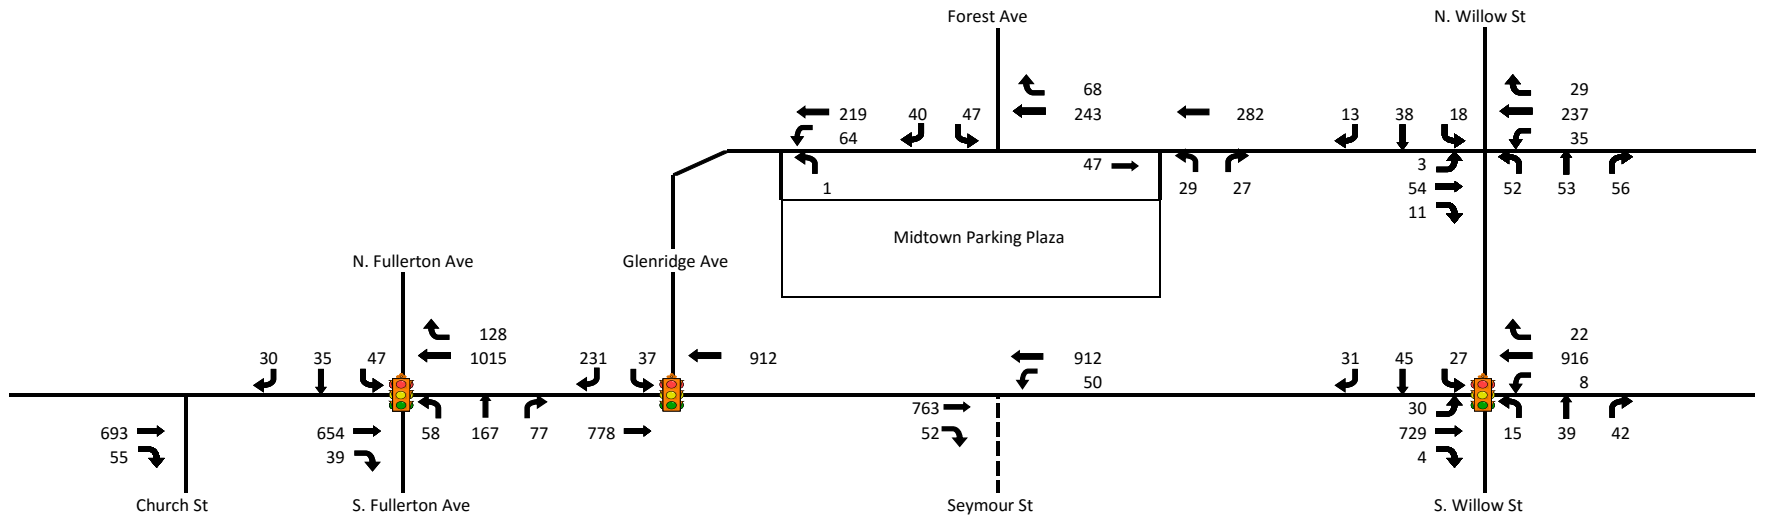 Forest Ave N. Willow St
68 29
219 40 47 243 282 13 38 18 237
64 35
47 3
1 29 27 54 52 53 56
11
Midtown Parking Plaza
N. Fullerton Ave Glenridge Ave
128 22
30 35 47 1015 231 37 912 912 31 45 27 916
50 8
763 30
693 654 58 167 77 778 52 729 15 39 42
55 39 4
Church St S. Fullerton Ave Seymour St S. Willow St